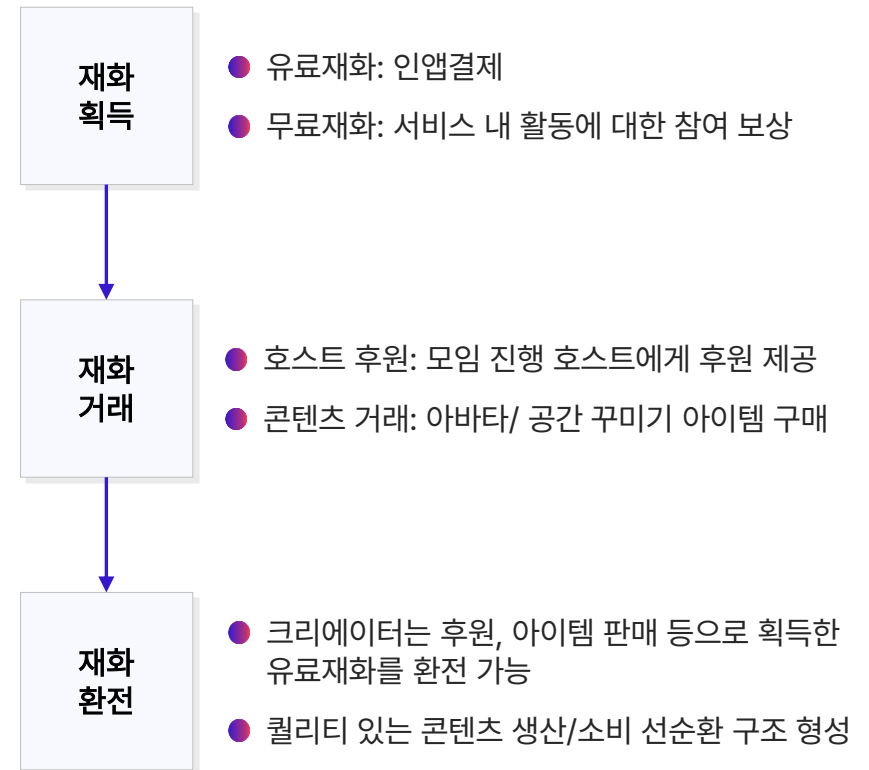 재화
획득
유료재화: 인앱결제
무료재화: 서비스 내 활동에 대한 참여 보상
재화
거래
호스트 후원: 모임 진행 호스트에게 후원 제공
콘텐츠 거래: 아바타/ 공간 꾸미기 아이템 구매
재화
환전
크리에이터는 후원, 아이템 판매 등으로 획득한
유료재화를 환전 가능
퀄리티 있는 콘텐츠 생산/소비 선순환 구조 형성